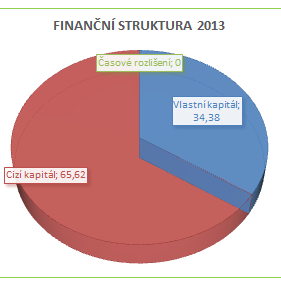 FINANČNÍ STRUKTURA 2013
Časové rozlišení; 0
Vlastní kapitál;
34,38
Cizí kapitál; 65,62